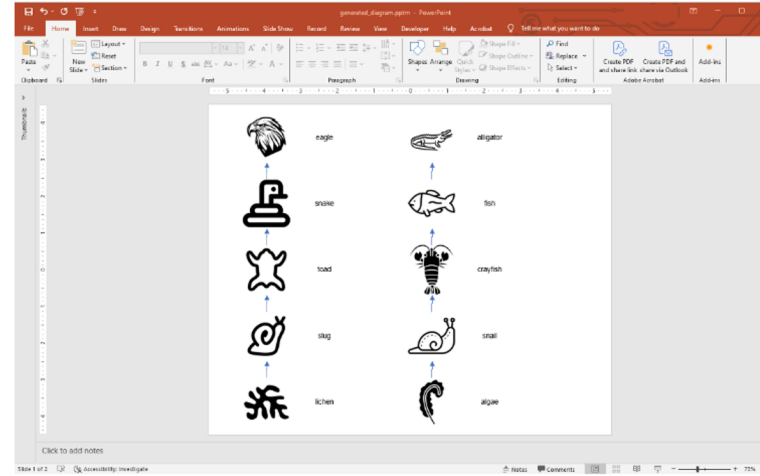 generated_diagram.pptm - PowerPoint
File Home Insert Draw Design Transitions Animations Slide Show Record Review View Developer Help Acrobat Tell me what you want to do
Paste
New Slide
Layout
Reset
Section
Shapes Arrange Quick Styles
Shape Fill
Shape Outline
Shape Effects
Find
Replace
Select
Create PDF and share link
Create PDF and share via Outlook
Add-ins
Clipboard Slides Font Paragraph Drawing Editing Adobe Acrobat Add-ins
Thumbnails
eagle alligator
snake fish
toad crayfish
slug snail
lichen algae
Click to add notes
Slide 1 of 2 Accessibility: Investigate Notes Comments 73%